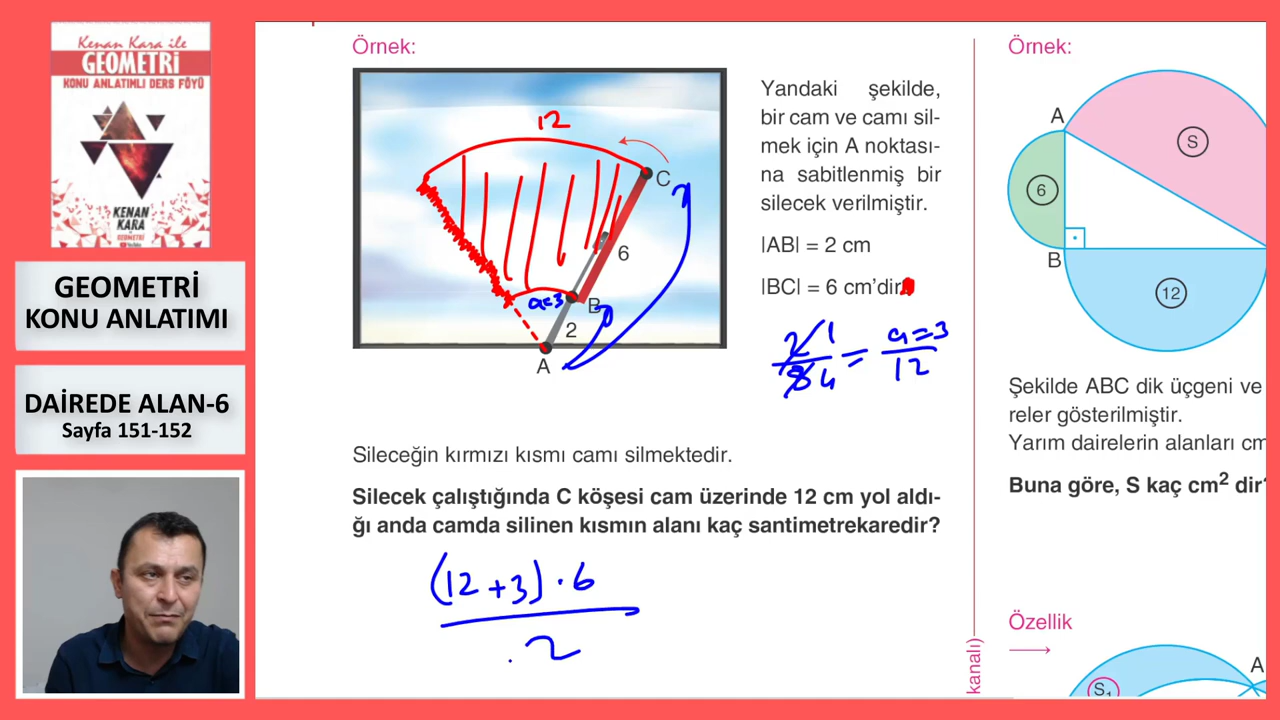 Kenan Kara ile
GEOMETRİ
KONU ANLATIMLI DERS FÖYÜ
KENAN
KARA
GEOMETRİ
YouTube
GEOMETRİ
KONU ANLATIMI
DAİREDE ALAN-6
Sayfa 151-152
Örnek:
12
C
6
a=3
B
2
A
Yandaki şekilde,
bir cam ve camı sil-
mek için A noktası-
na sabitlenmiş bir
silecek verilmiştir.
|AB| = 2 cm
|BC| = 6 cm'dir
2 1 / 8 4 = a=3 / 12
Sileceğin kırmızı kısmı camı silmektedir.
Silecek çalıştığında C köşesi cam üzerinde 12 cm yol aldı-
ğı anda camda silinen kısmın alanı kaç santimetrekaredir?
(12+3).6
2
kanalı)
Örnek:
A
S
6
B
12
Şekilde ABC dik üçgeni ve
reler gösterilmiştir.
Yarım dairelerin alanları cm
Buna göre, S kaç cm² dir?
Özellik
A
S₁